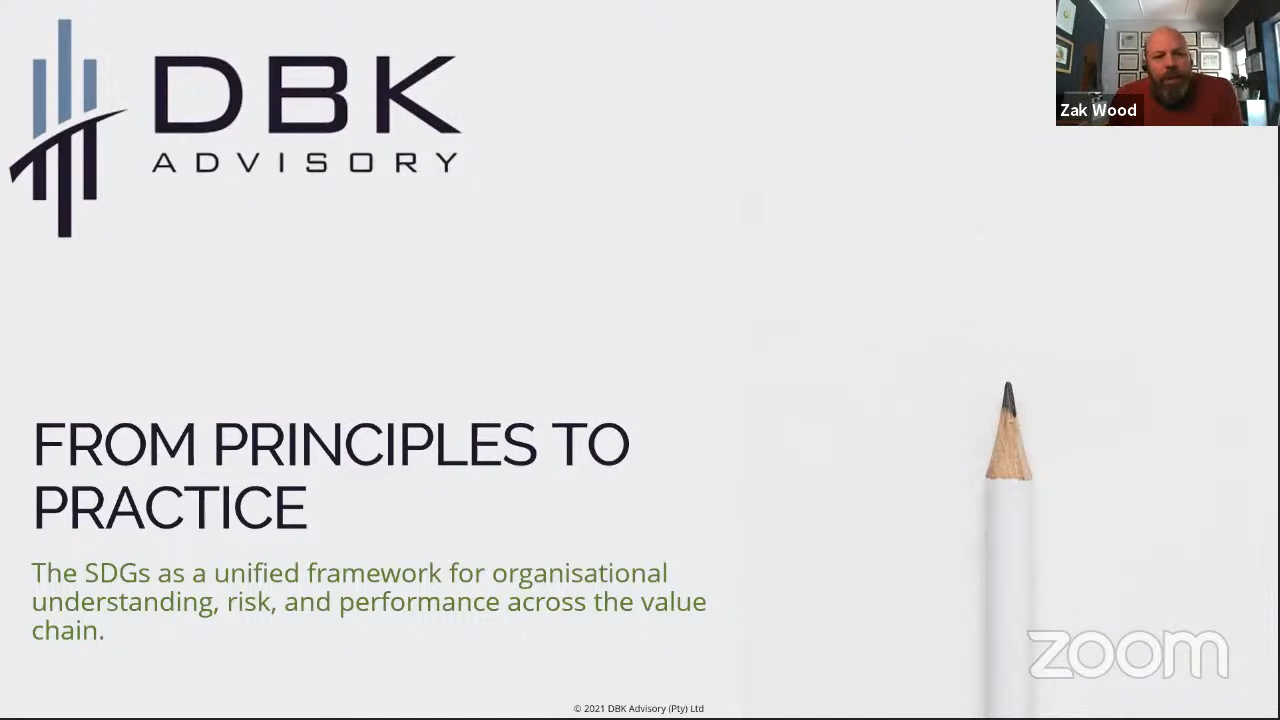 DBK
ADVISORY
Zak Wood
FROM PRINCIPLES TO
PRACTICE
The SDGs as a unified framework for organisational
understanding, risk, and performance across the value
chain.
zoom
© 2021 DBK Advisory (Pty) Ltd